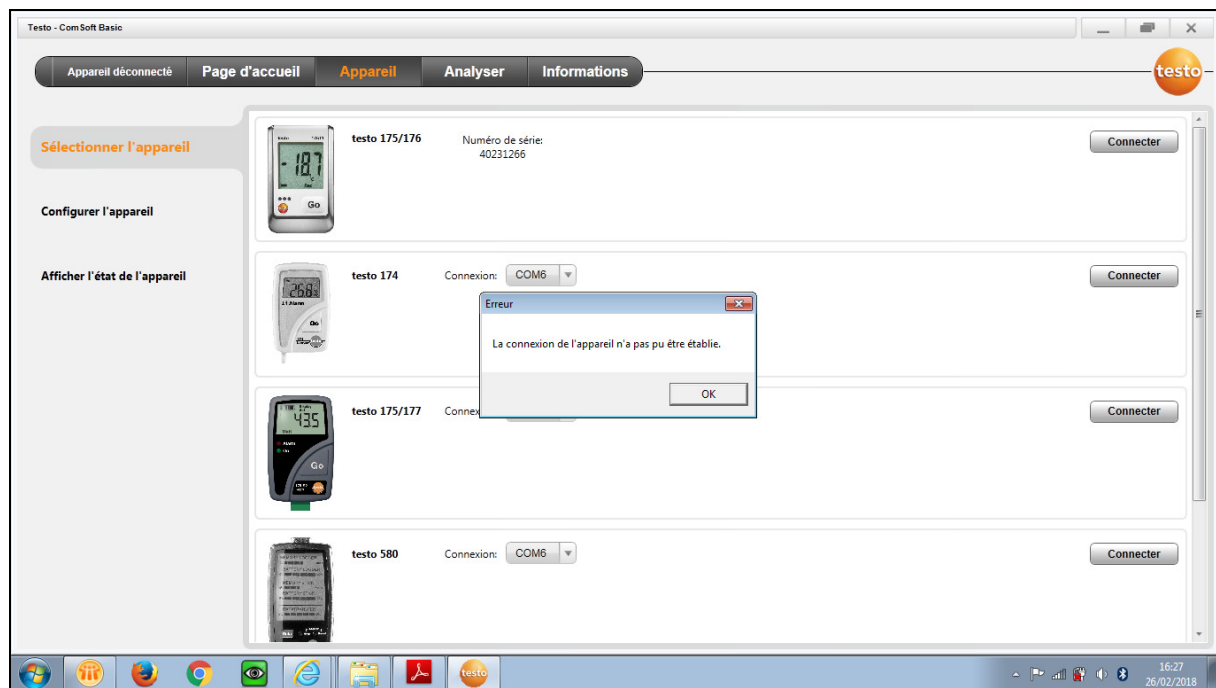 Testo - ComSoft Basic
Appareil déconnecté Page d'accueil Appareil Analyser Informations
testo
Sélectionner l'appareil
Configurer l'appareil
Afficher l'état de l'appareil
testo 175/176 Numéro de série: Connecter
40231266
-18.7
Go
testo 174 Connexion: COM6 Connecter
Go
Erreur
La connexion de l'appareil n'a pas pu être établie.
OK
testo 175/177 Connex Connecter
435
Go
testo 580 Connexion: COM6 Connecter
testo
16:27
26/02/2018